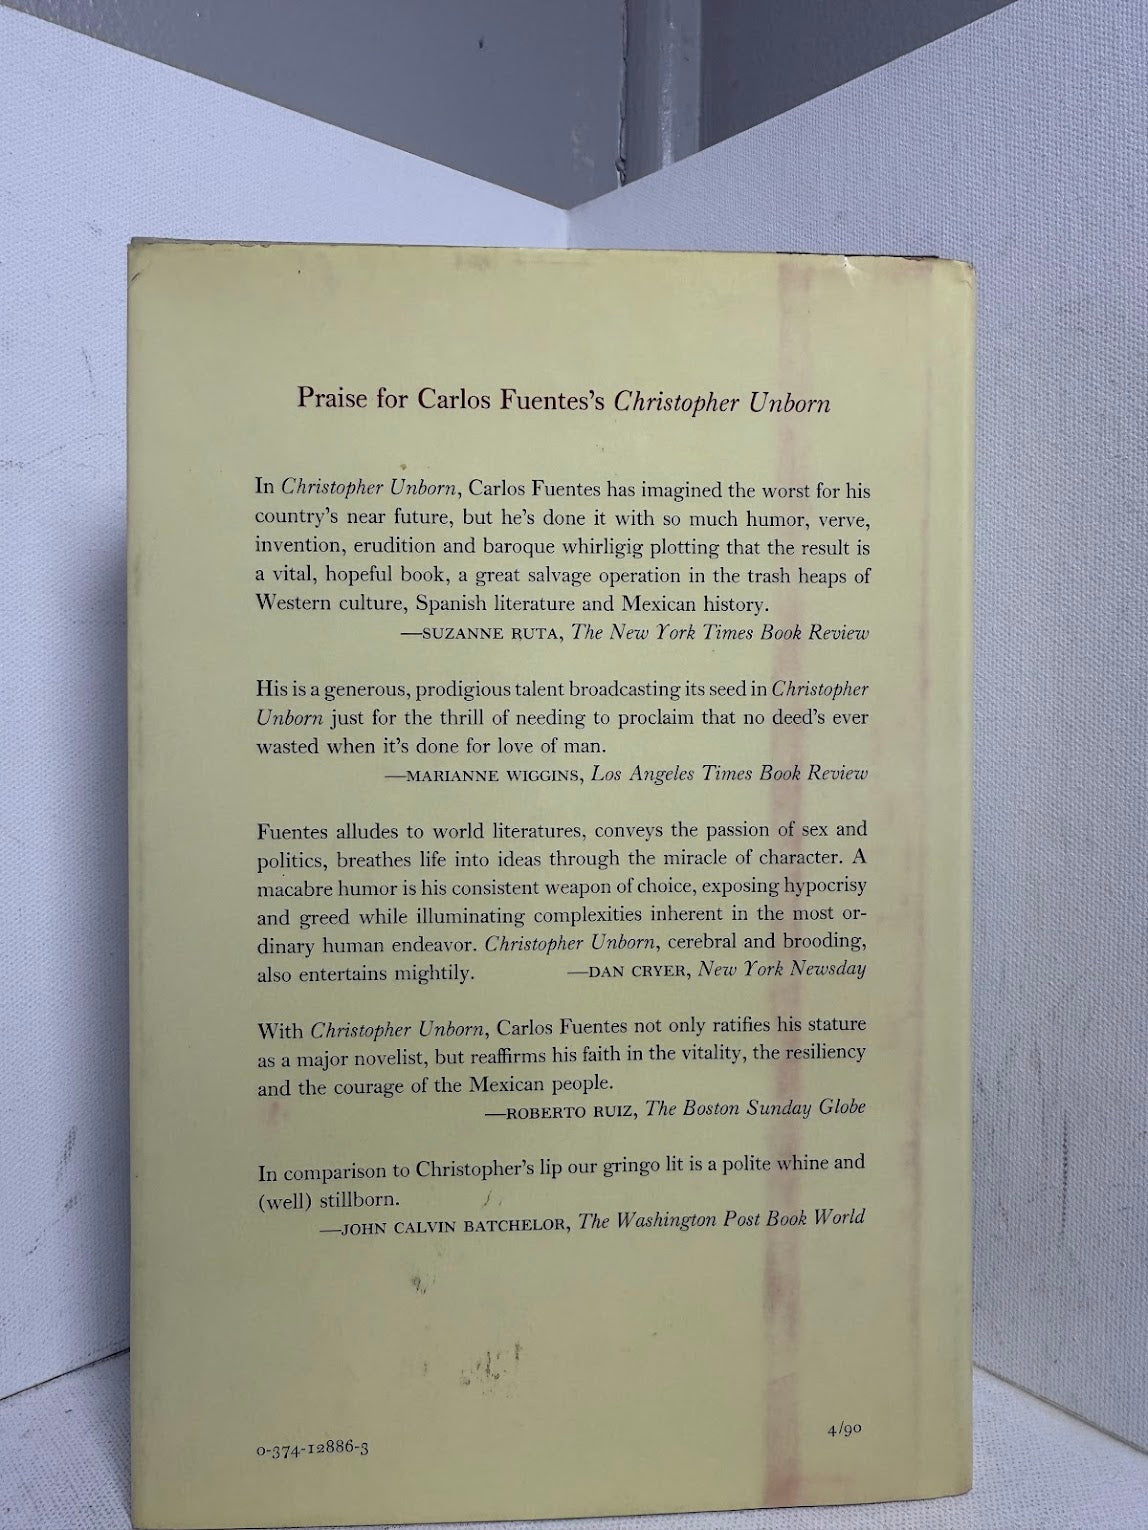 Praise for Carlos Fuentes's Christopher Unborn
In Christopher Unborn, Carlos Fuentes has imagined the worst for his
country's near future, but he's done it with so much humor, verve,
invention, erudition and baroque whirligig plotting that the result is
a vital, hopeful book, a great salvage operation in the trash heaps of
Western culture, Spanish literature and Mexican history.
—SUZANNE RUTA, The New York Times Book Review
His is a generous, prodigious talent broadcasting its seed in Christopher
Unborn just for the thrill of needing to proclaim that no deed's ever
wasted when it's done for love of man.
—MARIANNE WIGGINS, Los Angeles Times Book Review
Fuentes alludes to world literatures, conveys the passion of sex and
politics, breathes life into ideas through the miracle of character. A
macabre humor is his consistent weapon of choice, exposing hypocrisy
and greed while illuminating complexities inherent in the most or-
dinary human endeavor. Christopher Unborn, cerebral and brooding,
also entertains mightily. —DAN CRYER, New York Newsday
With Christopher Unborn, Carlos Fuentes not only ratifies his stature
as a major novelist, but reaffirms his faith in the vitality, the resiliency
and the courage of the Mexican people.
—ROBERTO RUIZ, The Boston Sunday Globe
In comparison to Christopher's lip our gringo lit is a polite whine and
(well) stillborn.
—JOHN CALVIN BATCHELOR, The Washington Post Book World
4/90
0-374-12886-3